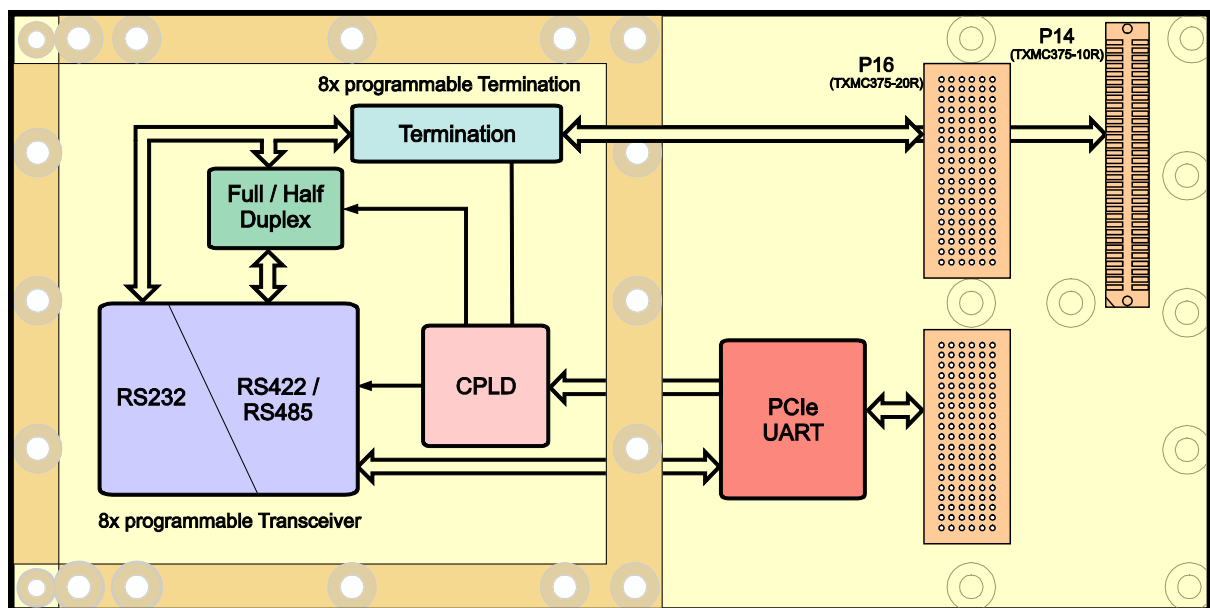 P14
(TXMC375-10R)
P16
(TXMC375-20R)
8x programmable Termination
Termination
Full / Half
Duplex
RS232
RS422 /
RS485
CPLD
PCIe
UART
8x programmable Transceiver